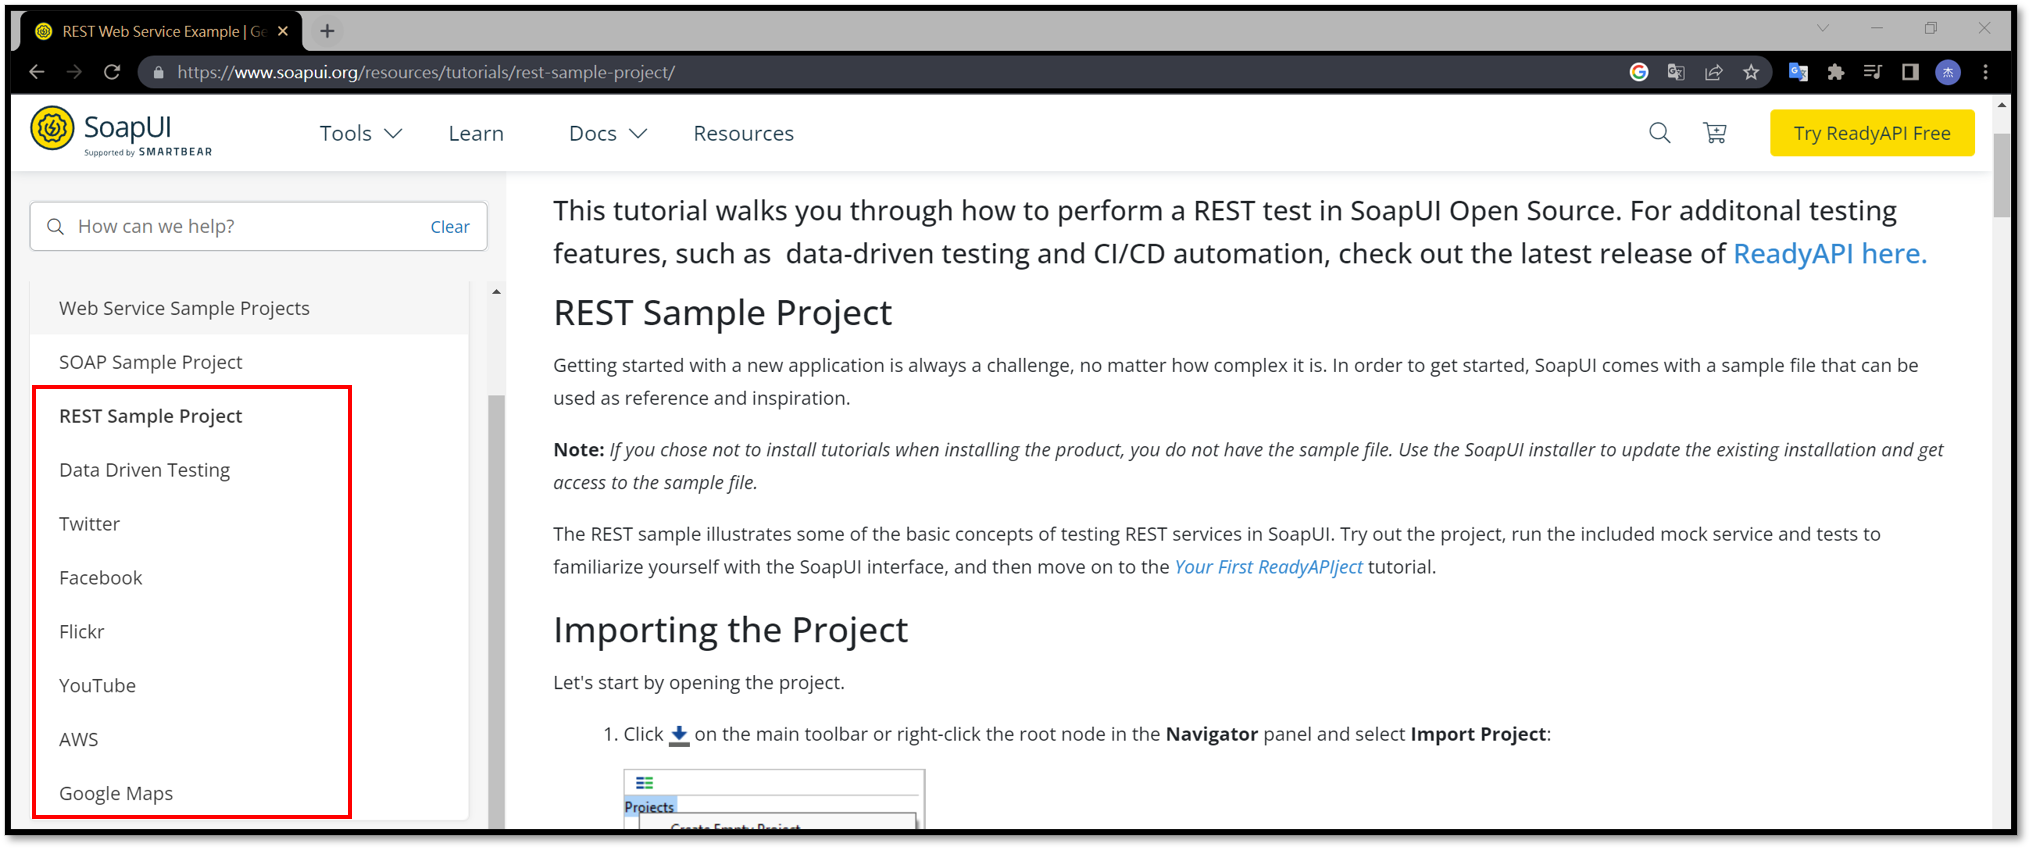 REST Web Service Example | Ge
https://www.soapui.org/resources/tutorials/rest-sample-project/
杰
SoapUI
Supported by SMARTBEAR
Tools
Learn
Docs
Resources
Try ReadyAPI Free
How can we help?
Clear
Web Service Sample Projects
SOAP Sample Project
REST Sample Project
Data Driven Testing
Twitter
Facebook
Flickr
YouTube
AWS
Google Maps
This tutorial walks you through how to perform a REST test in SoapUI Open Source. For additonal testing
features, such as  data-driven testing and CI/CD automation, check out the latest release of ReadyAPI here.
REST Sample Project
Getting started with a new application is always a challenge, no matter how complex it is. In order to get started, SoapUI comes with a sample file that can be
used as reference and inspiration.
Note: If you chose not to install tutorials when installing the product, you do not have the sample file. Use the SoapUI installer to update the existing installation and get
access to the sample file.
The REST sample illustrates some of the basic concepts of testing REST services in SoapUI. Try out the project, run the included mock service and tests to
familiarize yourself with the SoapUI interface, and then move on to the Your First ReadyAPIject tutorial.
Importing the Project
Let's start by opening the project.
1. Click on the main toolbar or right-click the root node in the Navigator panel and select Import Project:
Projects
Create Empty Project